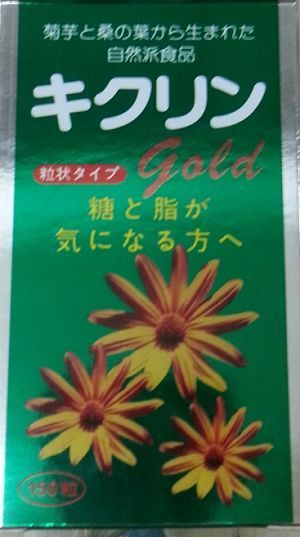 菊芋と桑の葉から生まれた
自然派食品
キクリン
粒状タイプ
Gold
糖と脂が
気になる方へ
150粒